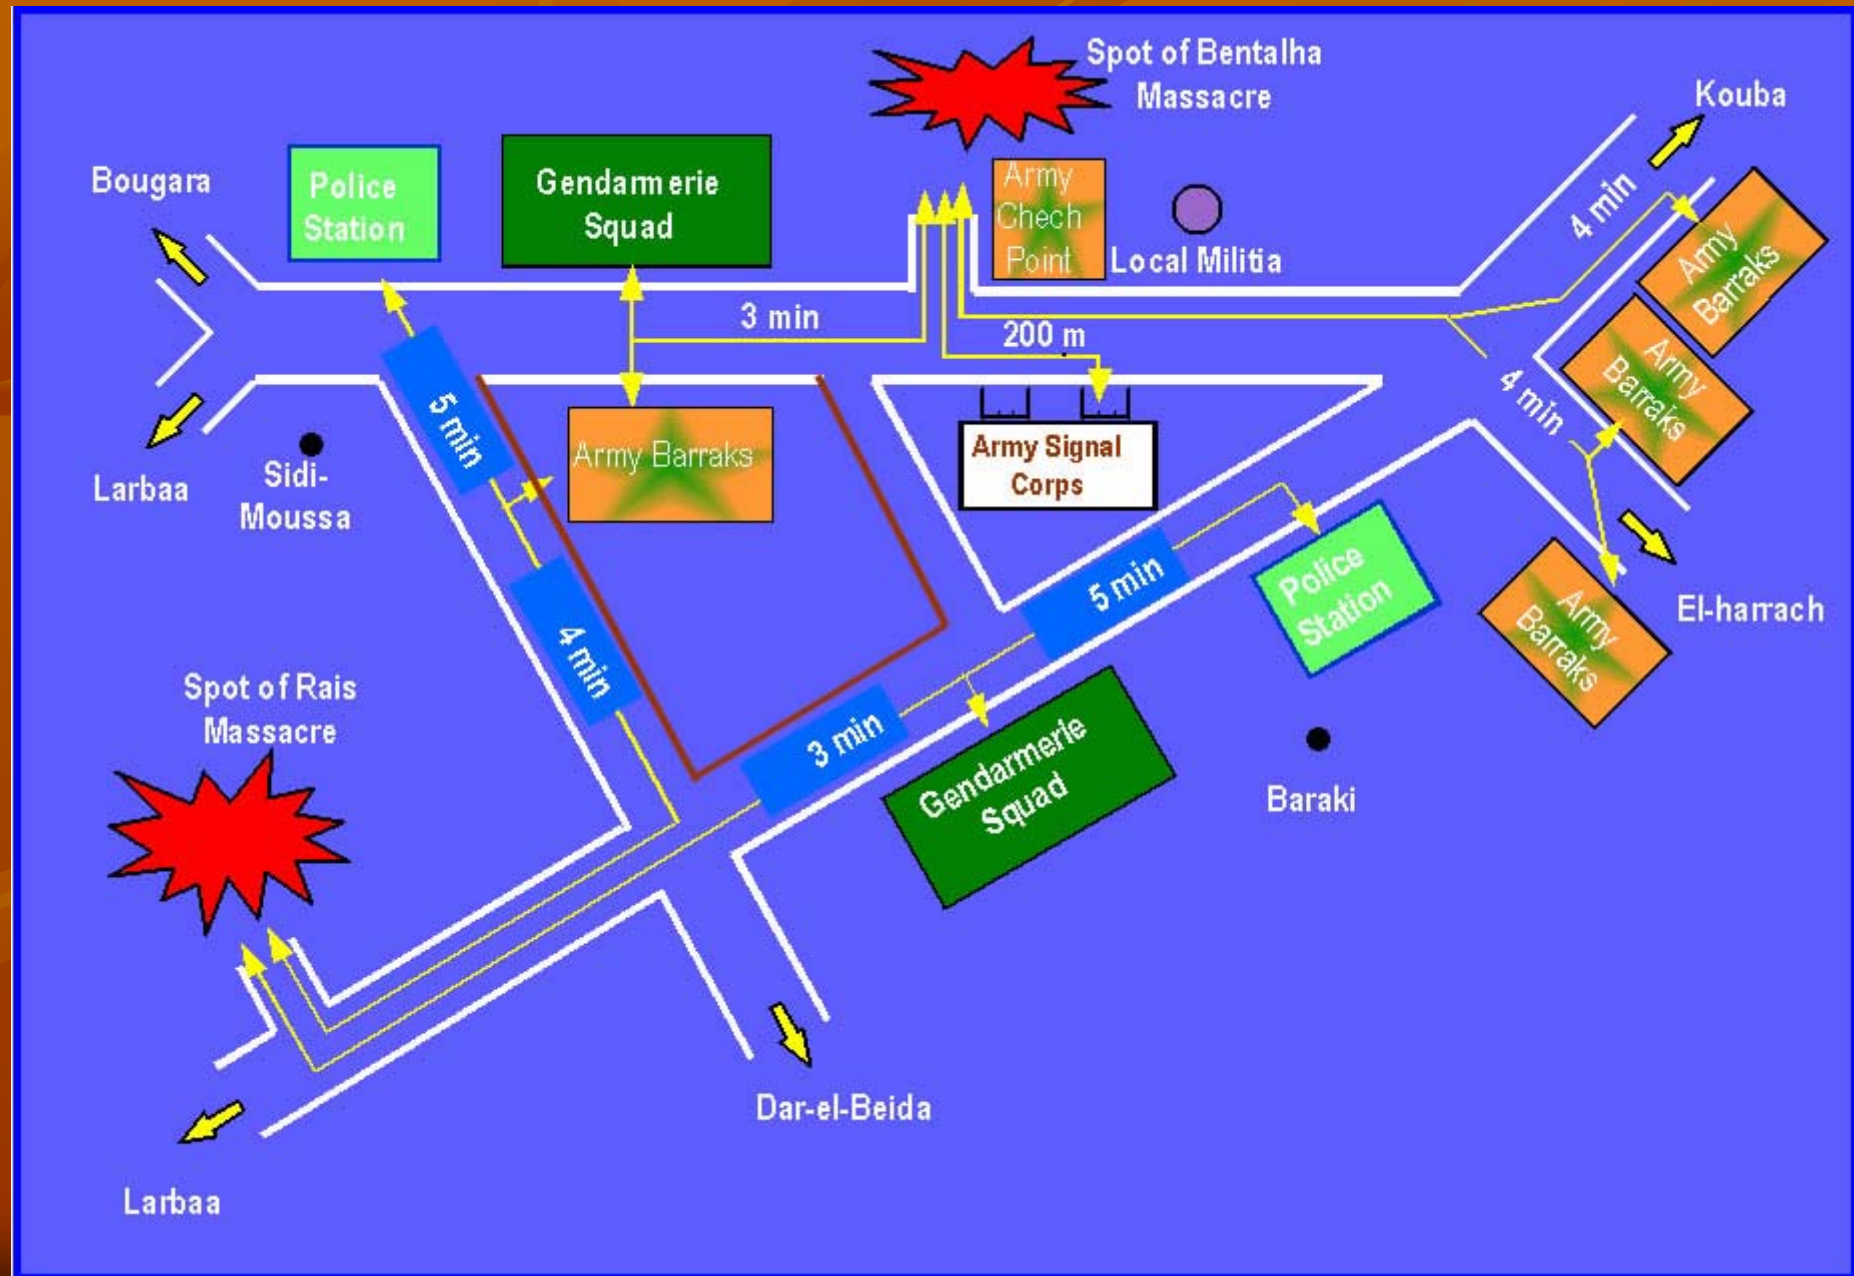 Spot of Bentalha
Massacre
Kouba
Bougara
Police
Station
Gendarmerie
Squad
Army
Chech
Point
Local Militia
4 min
Army
Barraks
3 min
200 m
5 min
Army Barraks
Army Signal
Corps
4 min
Army
Barraks
Larbaa
Sidi-
Moussa
4 min
5 min
Police
Station
Army
Barraks
El-harrach
Spot of Rais
Massacre
3 min
Gendarmerie
Squad
Baraki
Dar-el-Beida
Larbaa